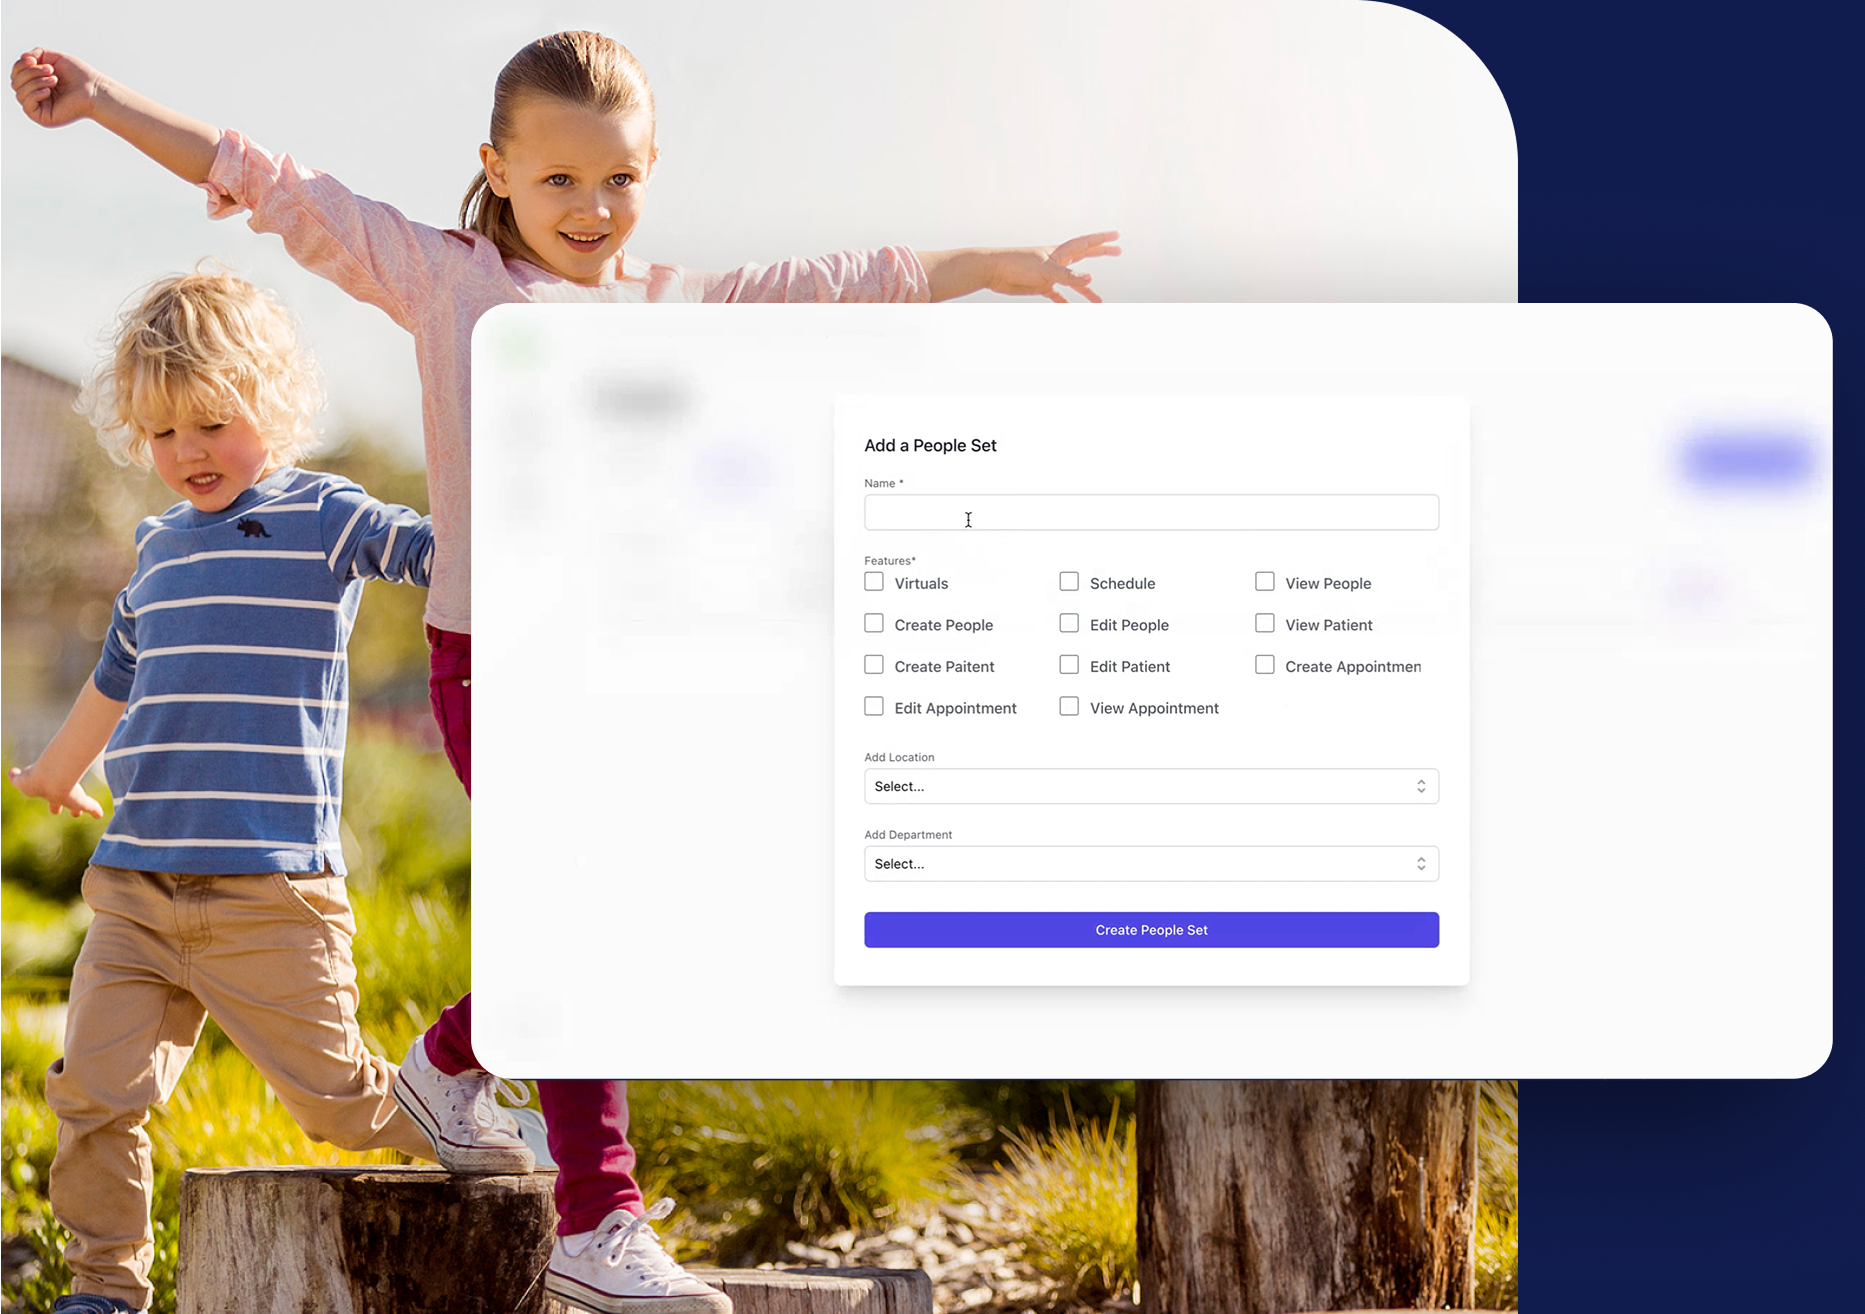 Add a People Set
Name *
Features*
Virtuals Schedule View People
Create People Edit People View Patient
Create Paitent Edit Patient Create Appointmen
Edit Appointment View Appointment
Add Location
Select...
Add Department
Select...
Create People Set